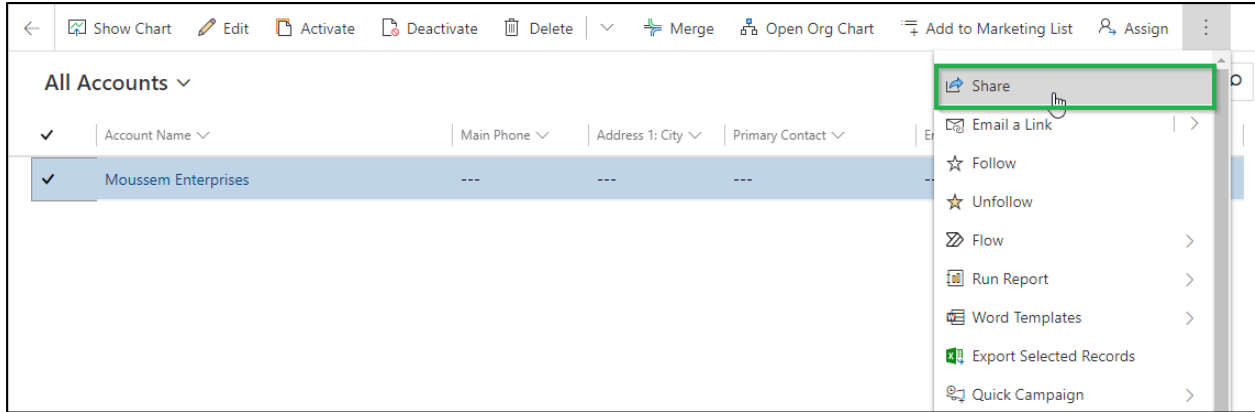 Show Chart Edit Activate Deactivate Delete Merge Open Org Chart Add to Marketing List Assign
All Accounts
Share
Account Name Main Phone Address 1: City Primary Contact
Email a Link
Follow
Moussem Enterprises --- --- ---
Unfollow
Flow
Run Report
Word Templates
Export Selected Records
Quick Campaign